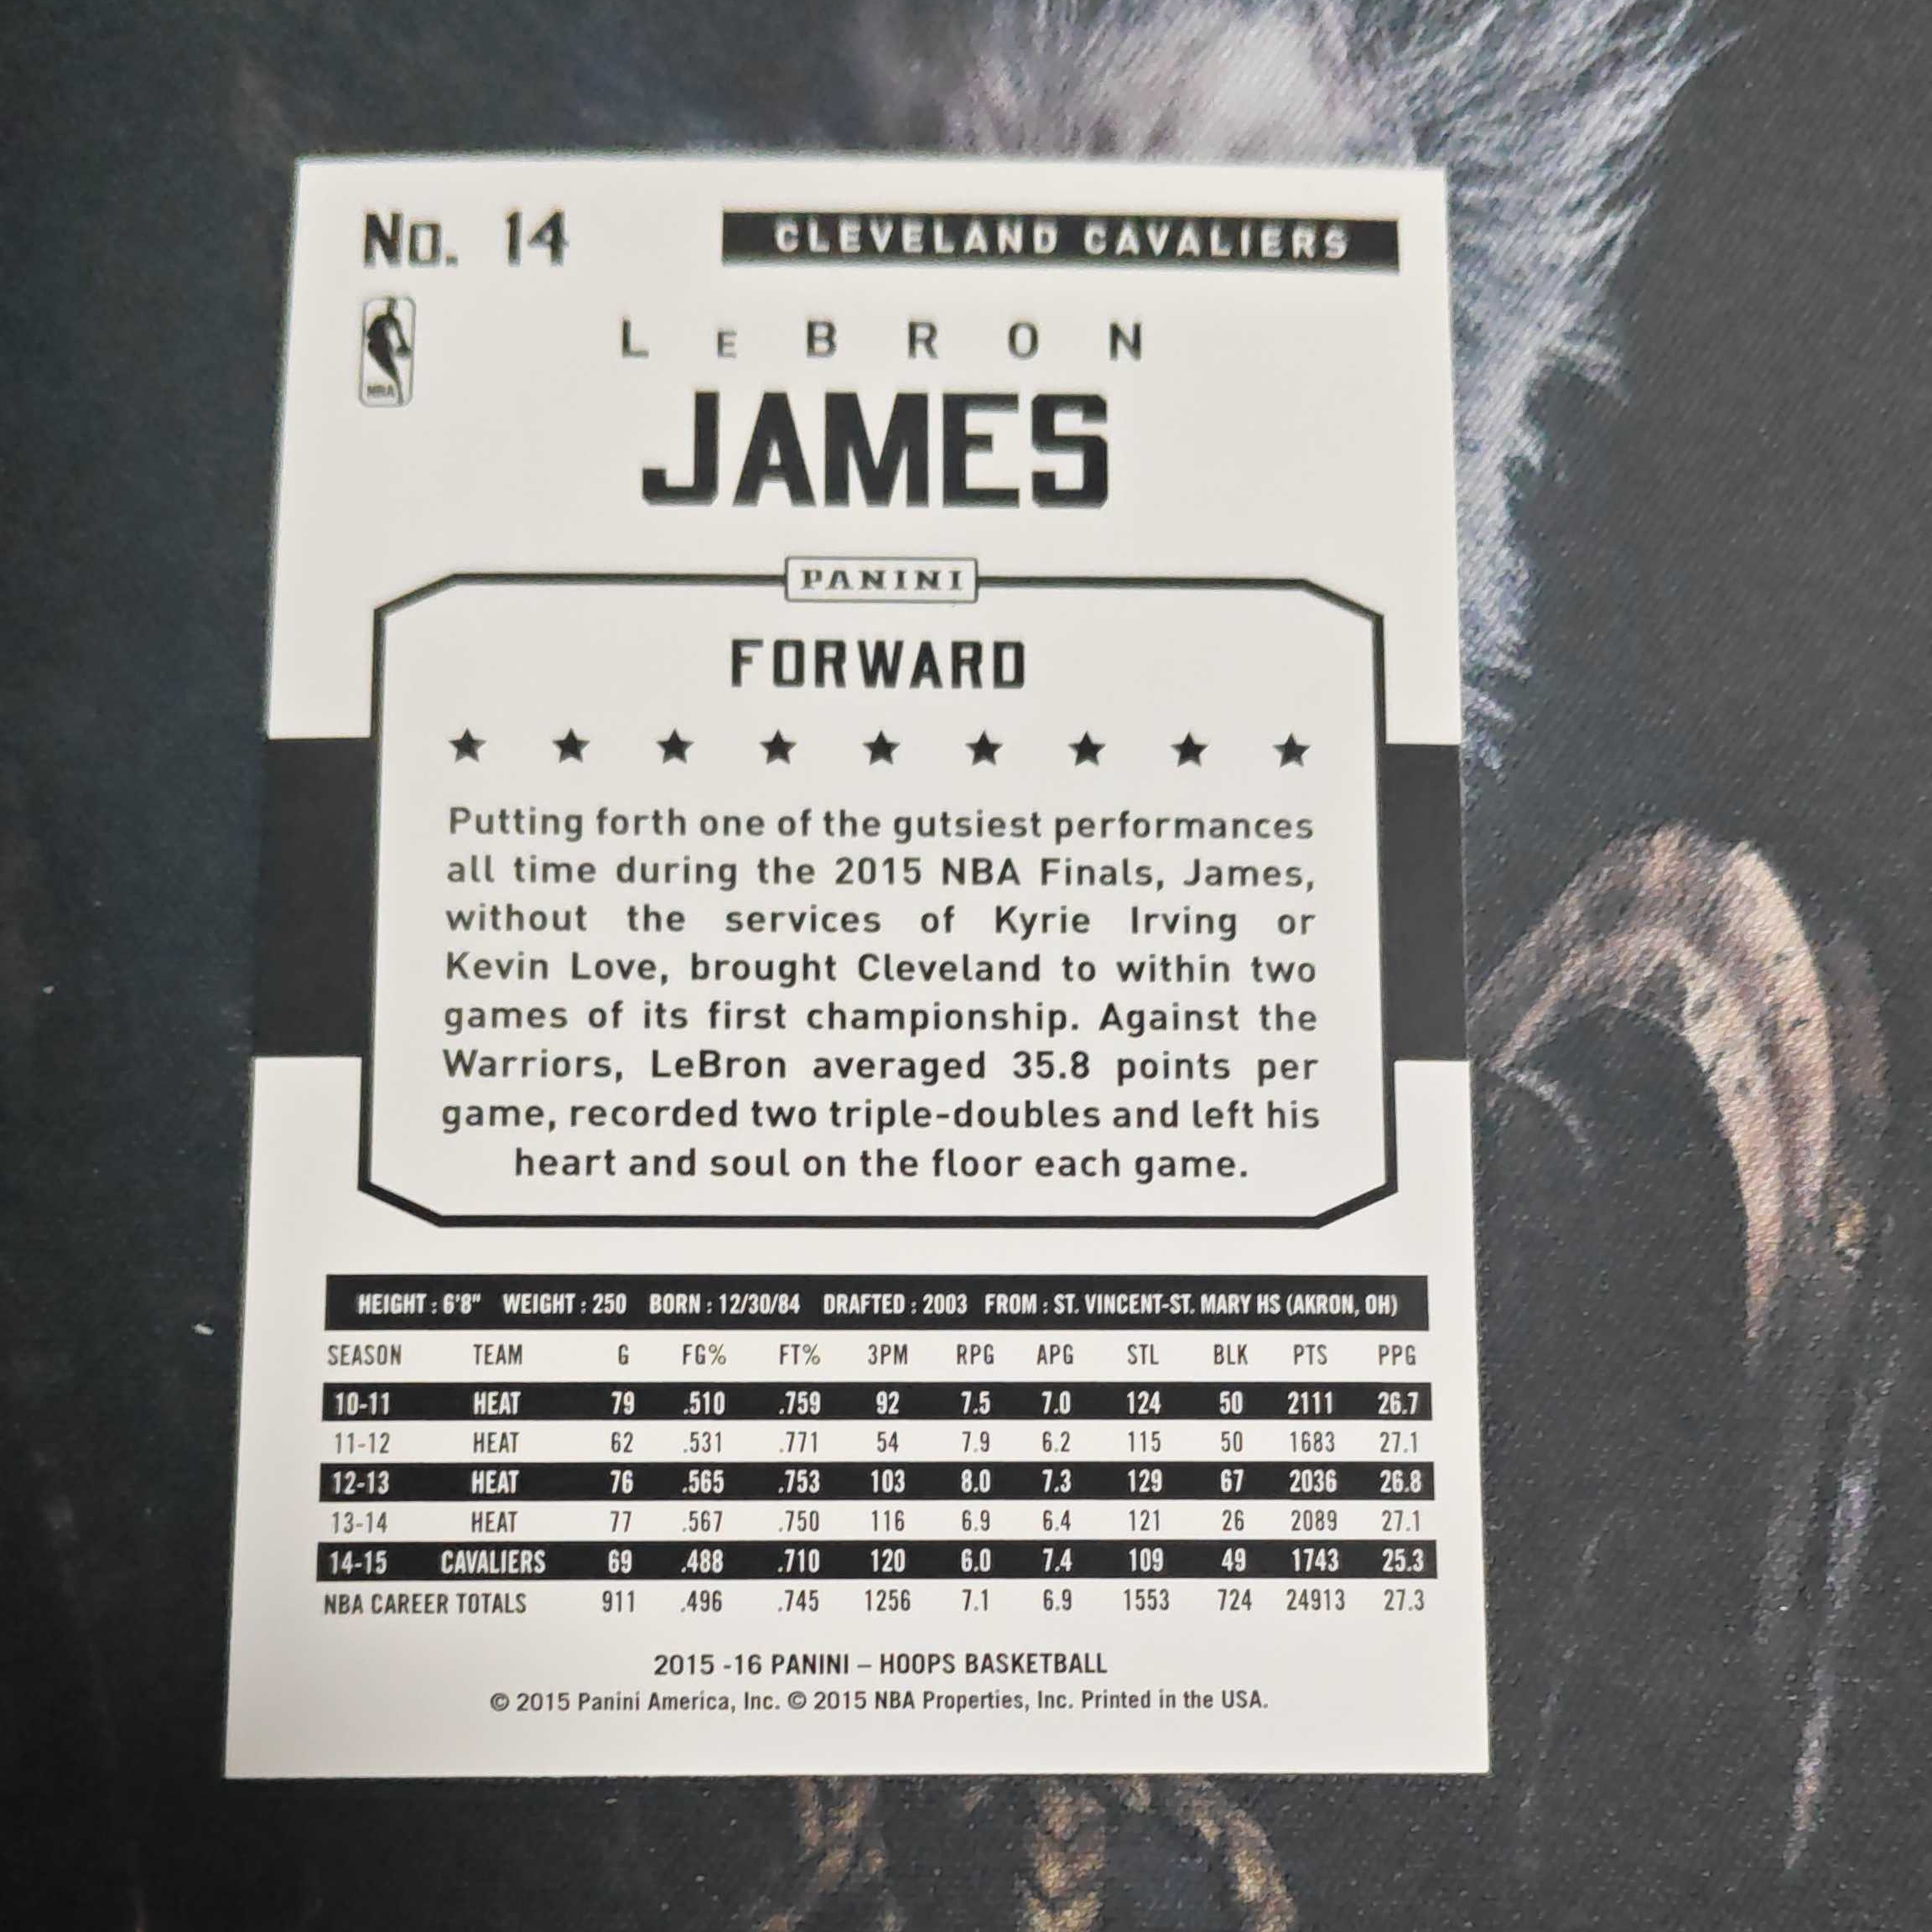 No. 14
CLEVELAND CAVALIERS
NBA
LEBRON
JAMES
PANINI
FORWARD
Putting forth one of the gutsiest performances
all time during the 2015 NBA Finals, James,
without the services of Kyrie Irving or
Kevin Love, brought Cleveland to within two
games of its first championship. Against the
Warriors, LeBron averaged 35.8 points per
game, recorded two triple-doubles and left his
heart and soul on the floor each game.
HEIGHT : 6'8" WEIGHT : 250 BORN : 12/30/84 DRAFTED : 2003 FROM : ST. VINCENT-ST. MARY HS (AKRON, OH)
SEASON TEAM G FG% FT% 3PM RPG APG STL BLK PTS PPG
10-11 HEAT 79 .510 .759 92 7.5 7.0 124 50 2111 26.7
11-12 HEAT 62 .531 .771 54 7.9 6.2 115 50 1683 27.1
12-13 HEAT 76 .565 .753 103 8.0 7.3 129 67 2036 26.8
13-14 HEAT 77 .567 .750 116 6.9 6.4 121 26 2089 27.1
14-15 CAVALIERS 69 .488 .710 120 6.0 7.4 109 49 1743 25.3
NBA CAREER TOTALS 911 .496 .745 1256 7.1 6.9 1553 724 24913 27.3
2015 -16 PANINI – HOOPS BASKETBALL
© 2015 Panini America, Inc. © 2015 NBA Properties, Inc. Printed in the USA.